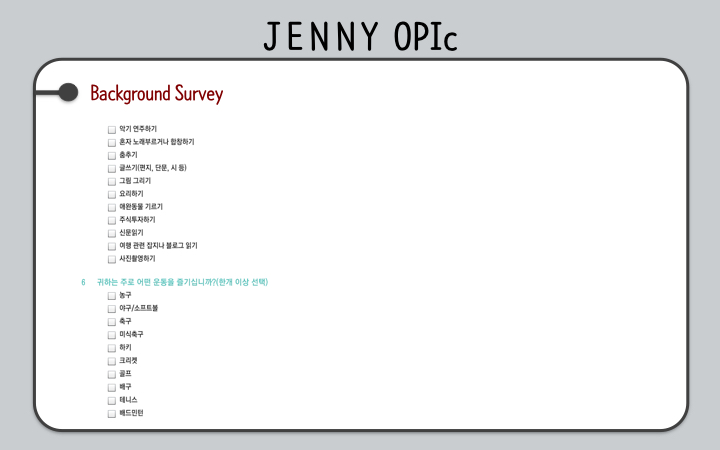 JENNY OPIc
Background Survey
악기 연주하기
혼자 노래부르거나 합창하기
춤추기
글쓰기(편지, 단문, 시 등)
그림 그리기
요리하기
애완동물 기르기
주식투자하기
신문읽기
여행 관련 잡지나 블로그 읽기
사진촬영하기
6 귀하는 주로 어떤 운동을 즐기십니까?(한개 이상 선택)
농구
야구/소프트볼
축구
미식축구
하키
크리켓
골프
배구
테니스
배드민턴